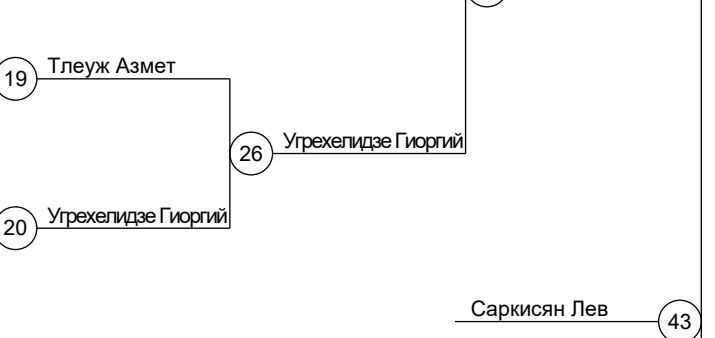 19 Тлеуж Азмет
26 Угрехелидзе Гиоргий
20 Угрехелидзе Гиоргий
Саркисян Лев 43